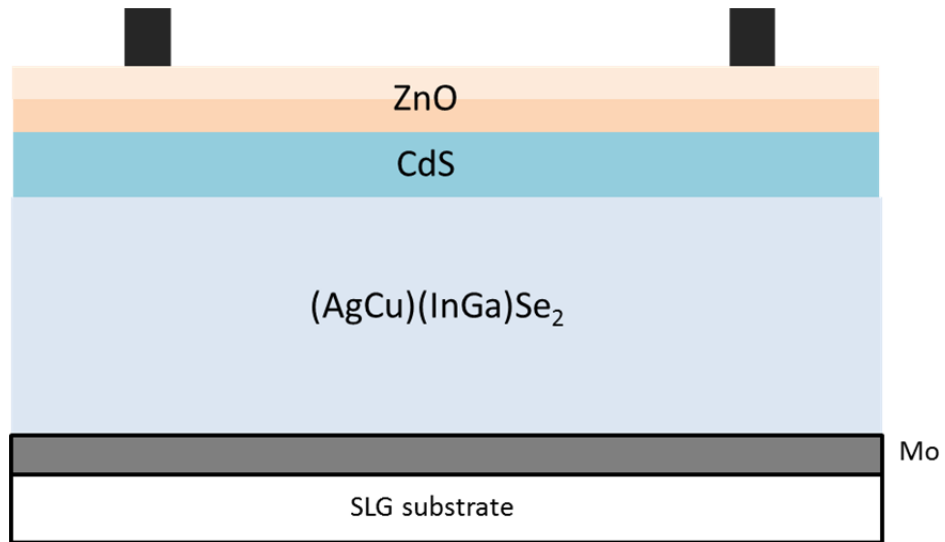 ZnO
CdS
(AgCu)(InGa)Se₂
Mo
SLG substrate